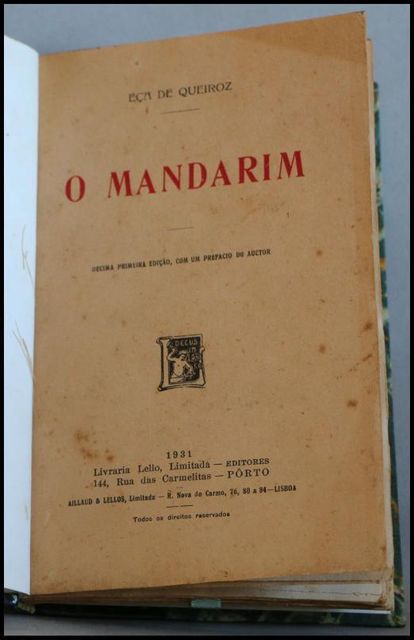 EÇA DE QUEIROZ
O MANDARIM
DECIMA PRIMEIRA EDIÇÃO, COM UM PREFACIO DO AUCTOR
DECUS IN
1931
Livraria Lello, Limitada — EDITORES
144, Rua das Carmelitas — PÔRTO
AILLAUD & LELLOS, Limitada — R. Nova do Carmo, 76, 80 a 84—LISBOA
Todos os direitos reservados